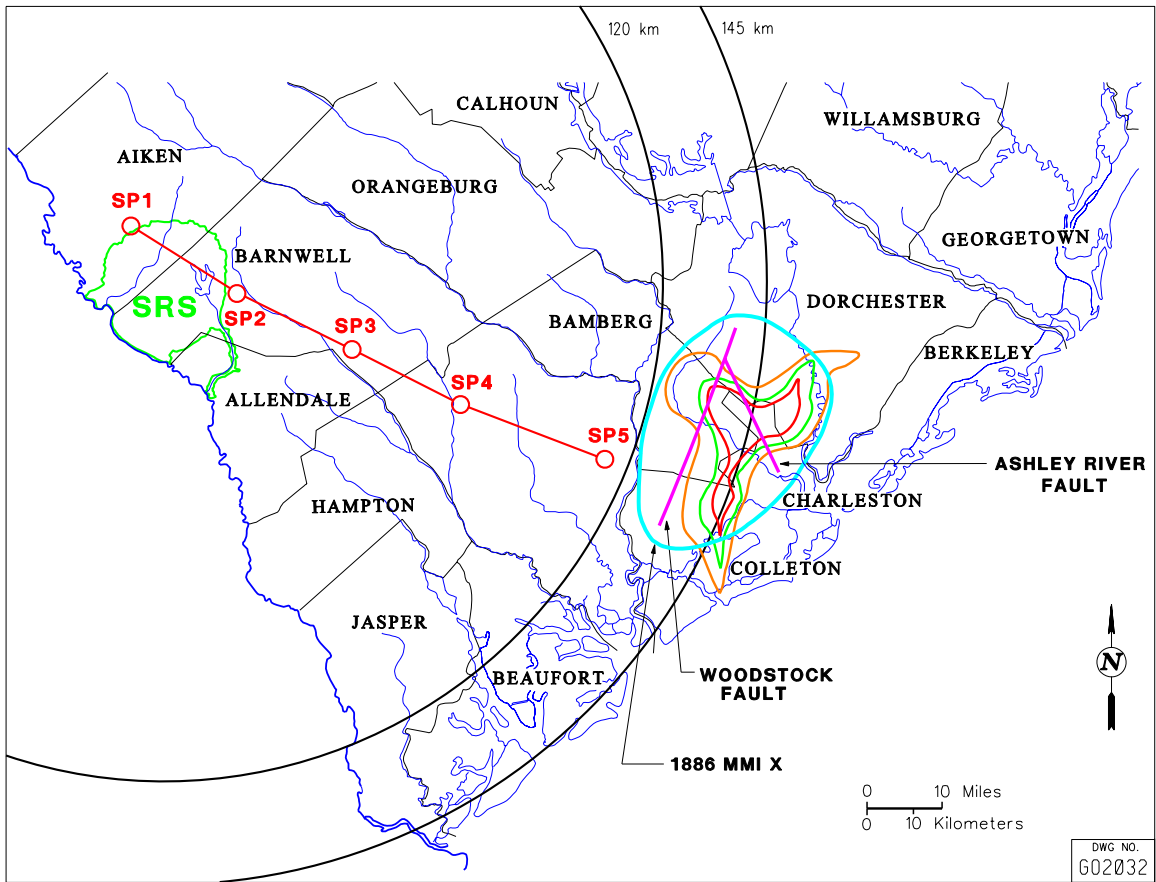 120 km
145 km
CALHOUN
WILLAMSBURG
AIKEN
ORANGEBURG
SP1
GEORGETOWN
BARNWELL
SRS
SP2
DORCHESTER
BAMBERG
SP3
BERKELEY
SP4
ALLENDALE
SP5
ASHLEY RIVER
FAULT
HAMPTON
CHARLESTON
COLLETON
JASPER
N
BEAUFORT
WOODSTOCK
FAULT
1886 MMI X
0 10 Miles
0 10 Kilometers
DWG NO.
G02032